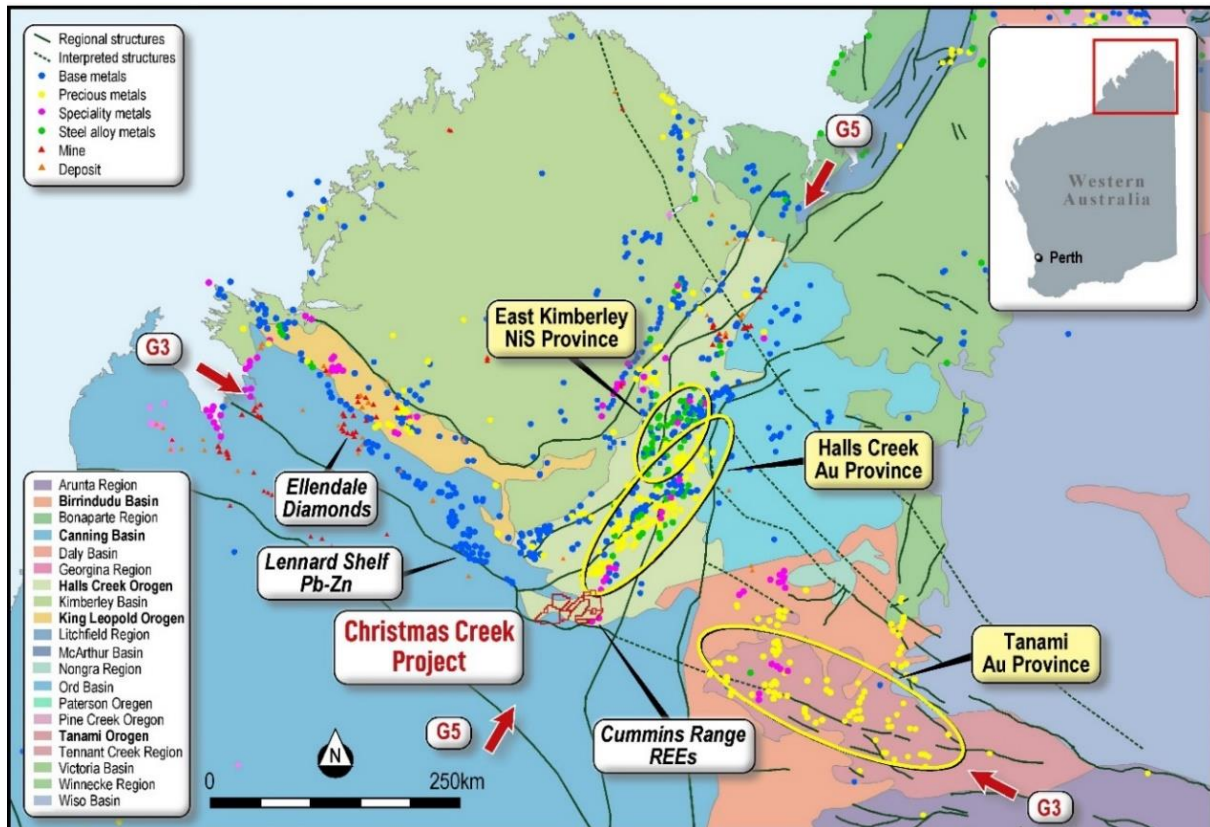 Regional structures
Interpreted structures
Base metals
Precious metals
Speciality metals
Steel alloy metals
Mine
Deposit
G5
Western
Australia
Perth
East Kimberley
NiS Province
G3
Halls Creek
Au Province
Ellendale
Diamonds
Lennard Shelf
Pb-Zn
Christmas Creek
Project
Tanami
Au Province
Cummins Range
REEs
G5
G3
N
0
250km
Arunta Region
Birrindudu Basin
Bonaparte Region
Canning Basin
Daly Basin
Georgina Region
Halls Creek Orogen
Kimberley Basin
King Leopold Orogen
Litchfield Region
McArthur Basin
Nongra Region
Ord Basin
Paterson Oregen
Pine Creek Oregon
Tanami Orogen
Tennant Creek Region
Victoria Basin
Winnecke Region
Wiso Basin